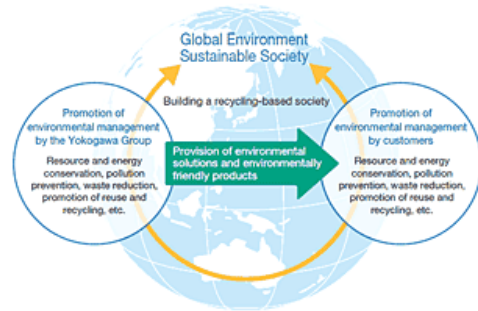 Global Environment
Sustainable Society
Building a recycling-based society
Promotion of
environmental management
by the Yokogawa Group
Resource and energy
conservation, pollution
prevention, waste reduction,
promotion of reuse and
recycling, etc.
Provision of environmental
solutions and environmentally
friendly products
Promotion of
environmental management
by customers
Resource and energy
conservation, pollution
prevention, waste reduction,
promotion of reuse and
recycling, etc.